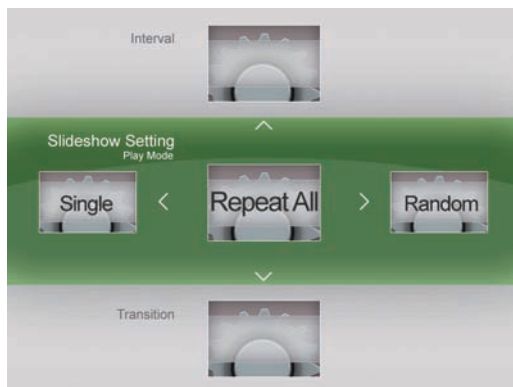 Interval
Slideshow Setting
Play Mode
Single
Repeat All
Random
Transition